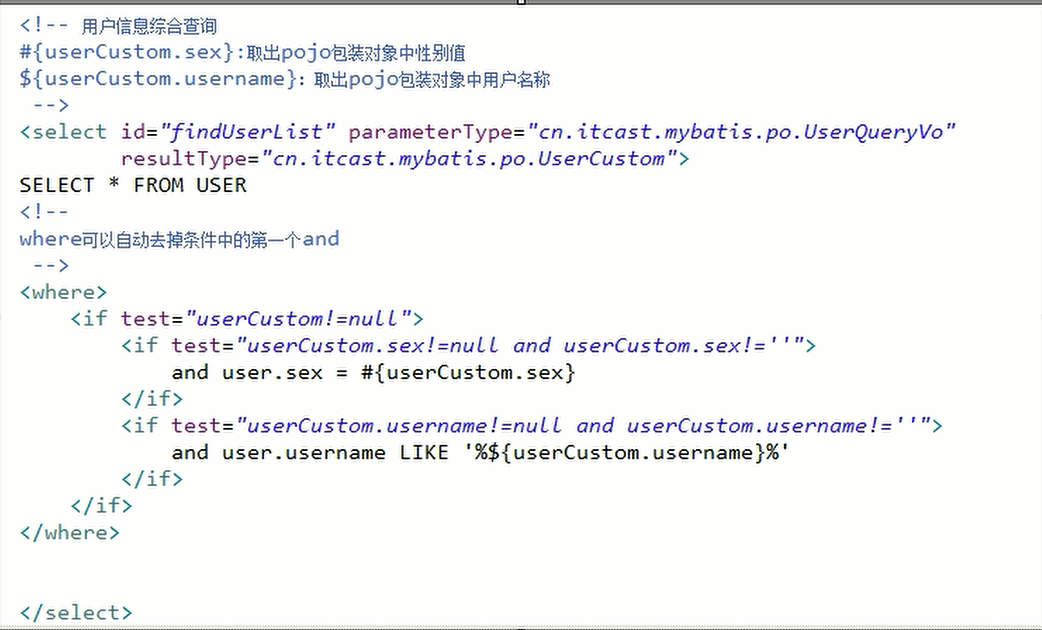 <!-- 用户信息综合查询
#{userCustom.sex}:取出pojo包装对象中性别值
${userCustom.username}: 取出pojo包装对象中用户名称
-->
<select id="findUserList" parameterType="cn.itcast.mybatis.po.UserQueryVo"
resultType="cn.itcast.mybatis.po.UserCustom">
SELECT * FROM USER
<!--
where可以自动去掉条件中的第一个and
-->
<where>
<if test="userCustom!=null">
<if test="userCustom.sex!=null and userCustom.sex!=''">
and user.sex = #{userCustom.sex}
</if>
<if test="userCustom.username!=null and userCustom.username!=''">
and user.username LIKE '%${userCustom.username}%'
</if>
</if>
</where>
</select>